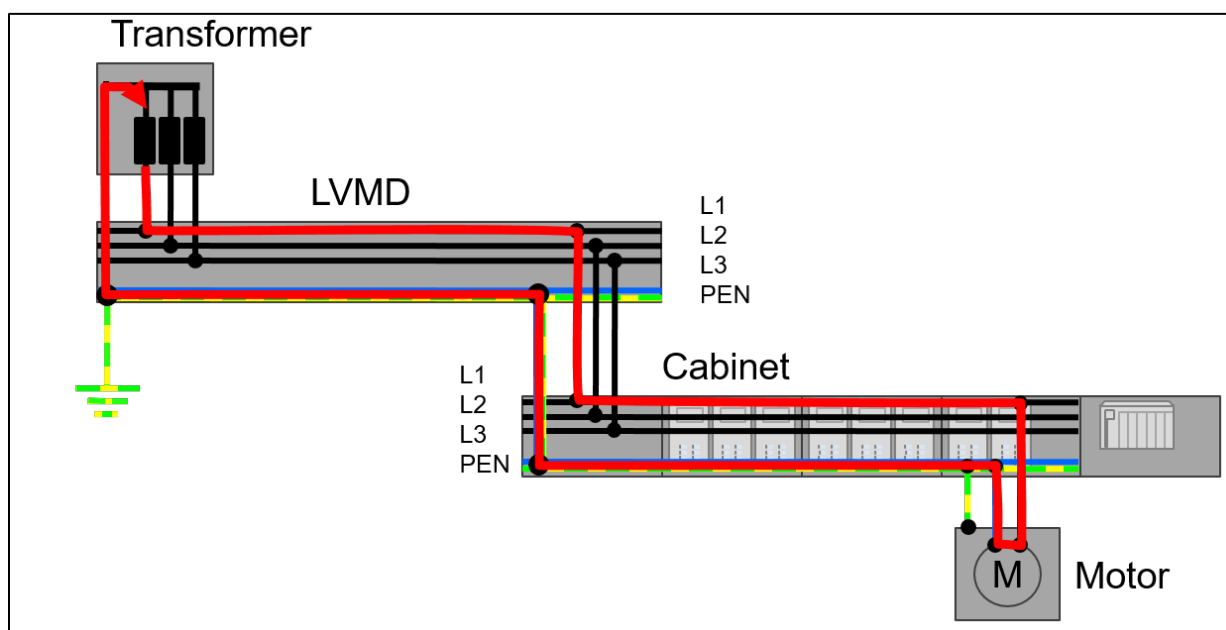 Transformer
LVMD
L1
L2
L3
PEN
Cabinet
L1
L2
L3
PEN
M
Motor